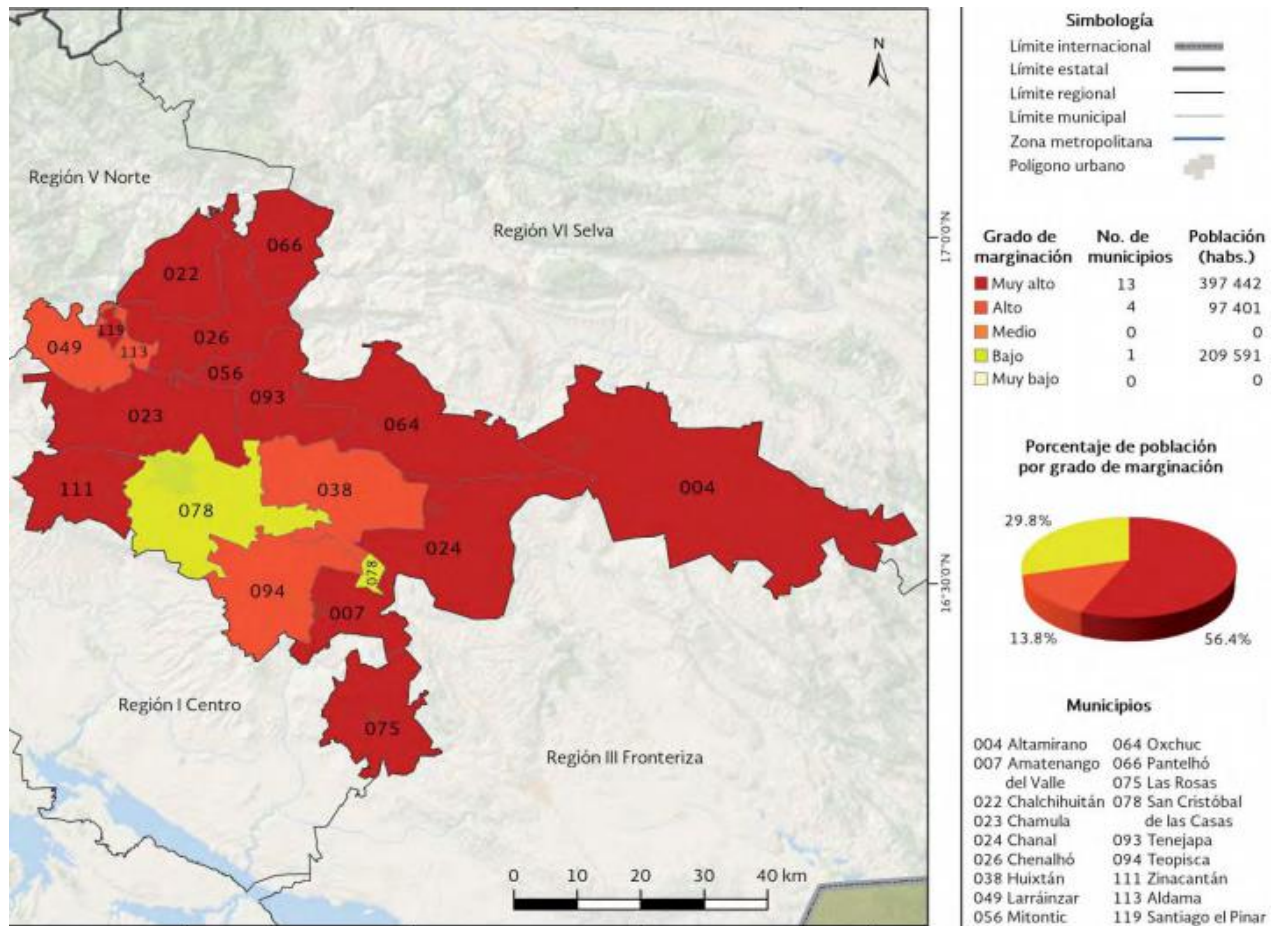 N
Región V Norte
Región VI Selva
066
022
119
026
049
113
056
093
023
064
111
038
004
078
024
078
094
007
075
Región I Centro
Región III Fronteriza
0 10 20 30 40 km
17°0'0"N
16°30'0"N
Simbología
Límite internacional
Límite estatal
Límite regional
Límite municipal
Zona metropolitana
Polígono urbano
Grado de No. de Población
marginación municipios (habs.)
Muy alto 13 397 442
Alto 4 97 401
Medio 0 0
Bajo 1 209 591
Muy bajo 0 0
Porcentaje de población
por grado de marginación
29.8%
13.8%
56.4%
Municipios
004 Altamirano 064 Oxchuc
007 Amatenango 066 Pantelhó
del Valle 075 Las Rosas
022 Chalchihuitán 078 San Cristóbal
023 Chamula de las Casas
024 Chanal 093 Tenejapa
026 Chenalhó 094 Teopisca
038 Huixtán 111 Zinacantán
049 Larráinzar 113 Aldama
056 Mitontic 119 Santiago el Pinar